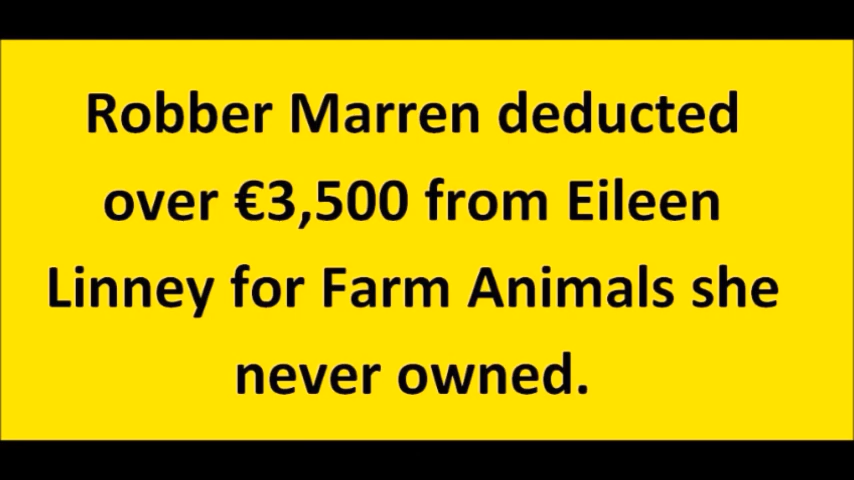 Robber Marren deducted
over €3,500 from Eileen
Linney for Farm Animals she
never owned.